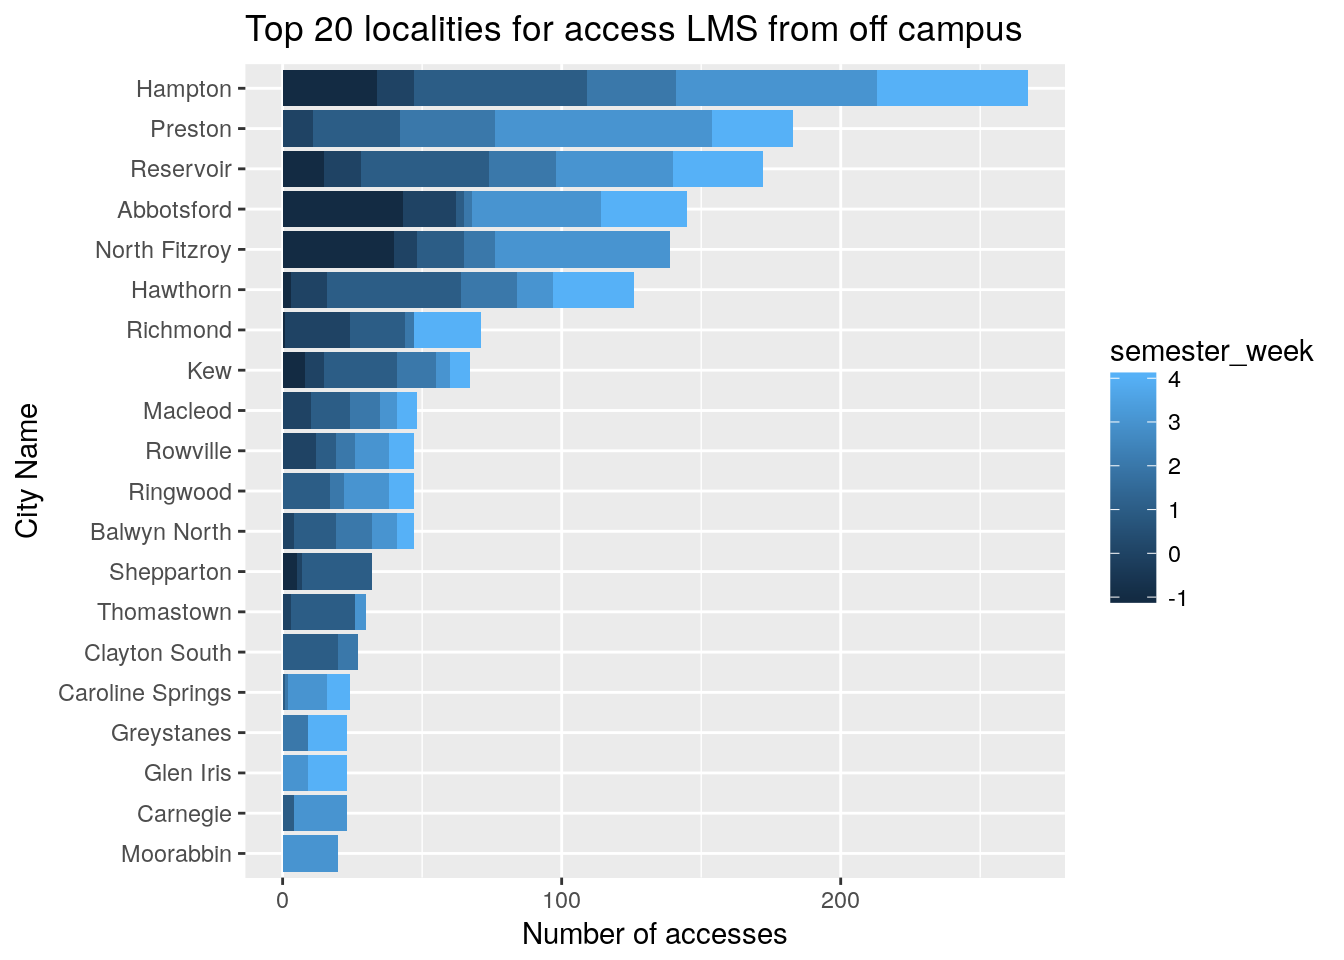 Top 20 localities for access LMS from off campus
City Name
Hampton
Preston
Reservoir
Abbotsford
North Fitzroy
Hawthorn
Richmond
Kew
Macleod
Rowville
Ringwood
Balwyn North
Shepparton
Thomastown
Clayton South
Caroline Springs
Greystanes
Glen Iris
Carnegie
Moorabbin
0 100 200
Number of accesses
semester_week
4
3
2
1
0
-1